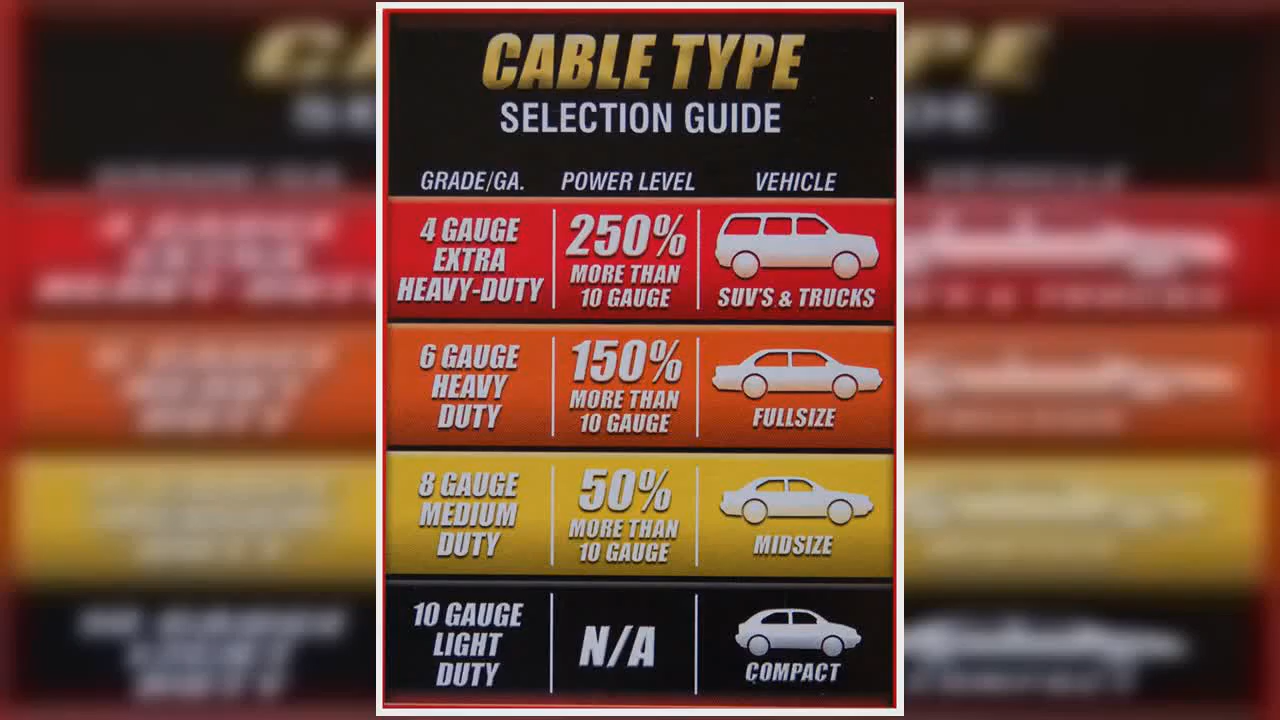 CABLE TYPE
SELECTION GUIDE
GRADE/GA. POWER LEVEL VEHICLE
4 GAUGE
EXTRA
HEAVY-DUTY
250%
MORE THAN
10 GAUGE
SUV'S & TRUCKS
6 GAUGE
HEAVY
DUTY
150%
MORE THAN
10 GAUGE
FULLSIZE
8 GAUGE
MEDIUM
DUTY
50%
MORE THAN
10 GAUGE
MIDSIZE
10 GAUGE
LIGHT
DUTY
N/A
COMPACT